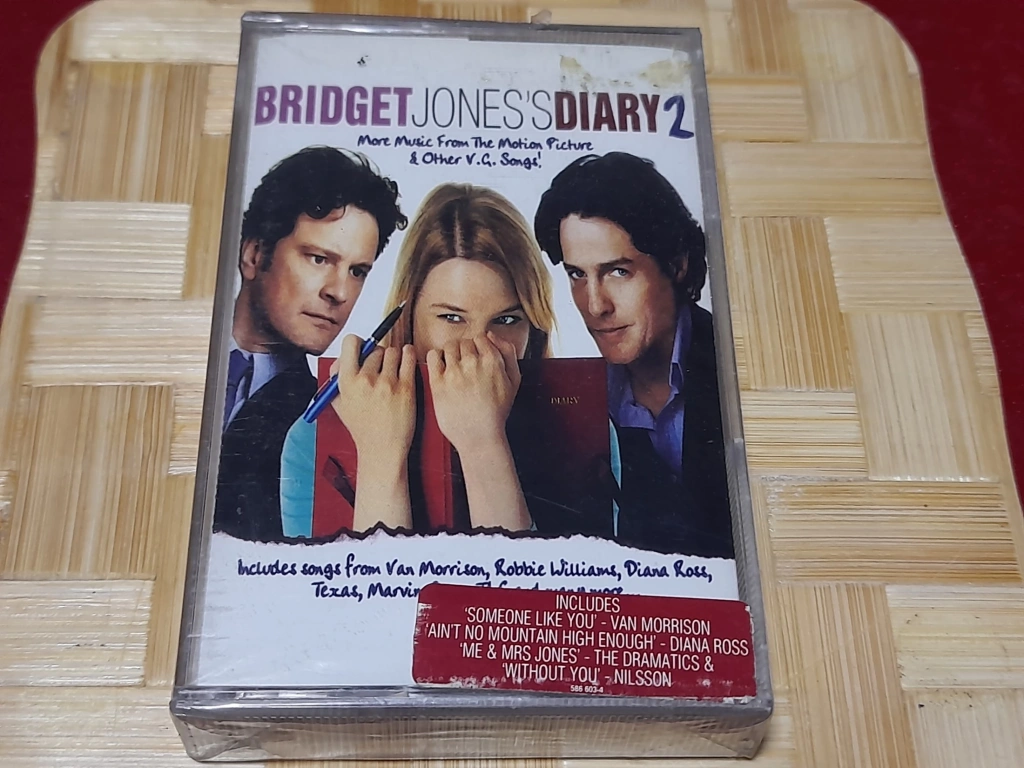 BRIDGET JONES'S DIARY 2
More Music From The Motion Picture
& Other V.G. Songs!
DIARY
Includes songs from Van Morrison, Robbie Williams, Diana Ross,
Texas, Marvin
INCLUDES
'SOMEONE LIKE YOU' - VAN MORRISON
'AIN'T NO MOUNTAIN HIGH ENOUGH' - DIANA ROSS
'ME & MRS JONES' - THE DRAMATICS &
'WITHOUT YOU' - NILSSON
586 603-4